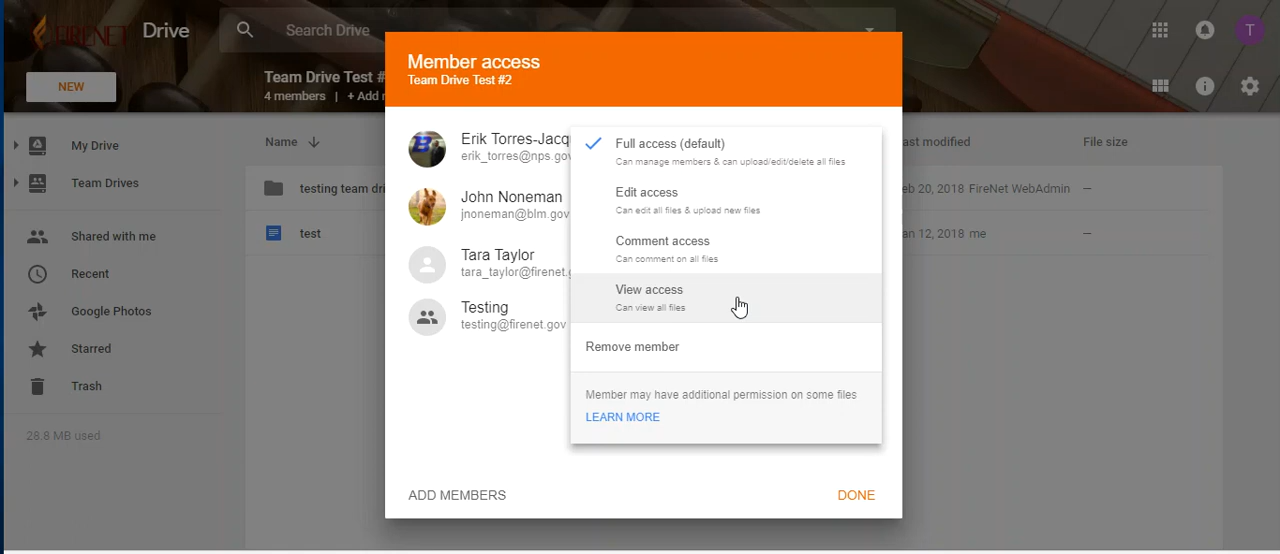 FIRENET Drive
Search Drive
T
NEW
Team Drive Test #
4 members | + Add
Member access
Team Drive Test #2
My Drive
Team Drives
Shared with me
Recent
Google Photos
Starred
Trash
28.8 MB used
Name
Last modified
File size
testing team dri
eb 20, 2018 FireNet WebAdmin
—
test
an 12, 2018 me
—
Erik Torres-Jacq
erik_torres@nps.gov
John Noneman
jnoneman@blm.gov
Tara Taylor
tara_taylor@firenet.g
Testing
testing@firenet.gov
Full access (default)
Can manage members & can upload/edit/delete all files
Edit access
Can edit all files & upload new files
Comment access
Can comment on all files
View access
Can view all files
Remove member
Member may have additional permission on some files
LEARN MORE
ADD MEMBERS
DONE